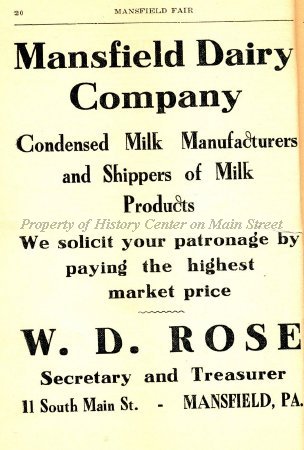 20 MANSFIELD FAIR
Mansfield Dairy
Company
Condensed Milk Manufacturers
and Shippers of Milk
Products
Property of History Center on Main Street
We solicit your patronage by
paying the highest
market price
W. D. ROSE
Secretary and Treasurer
11 South Main St. - MANSFIELD, PA.